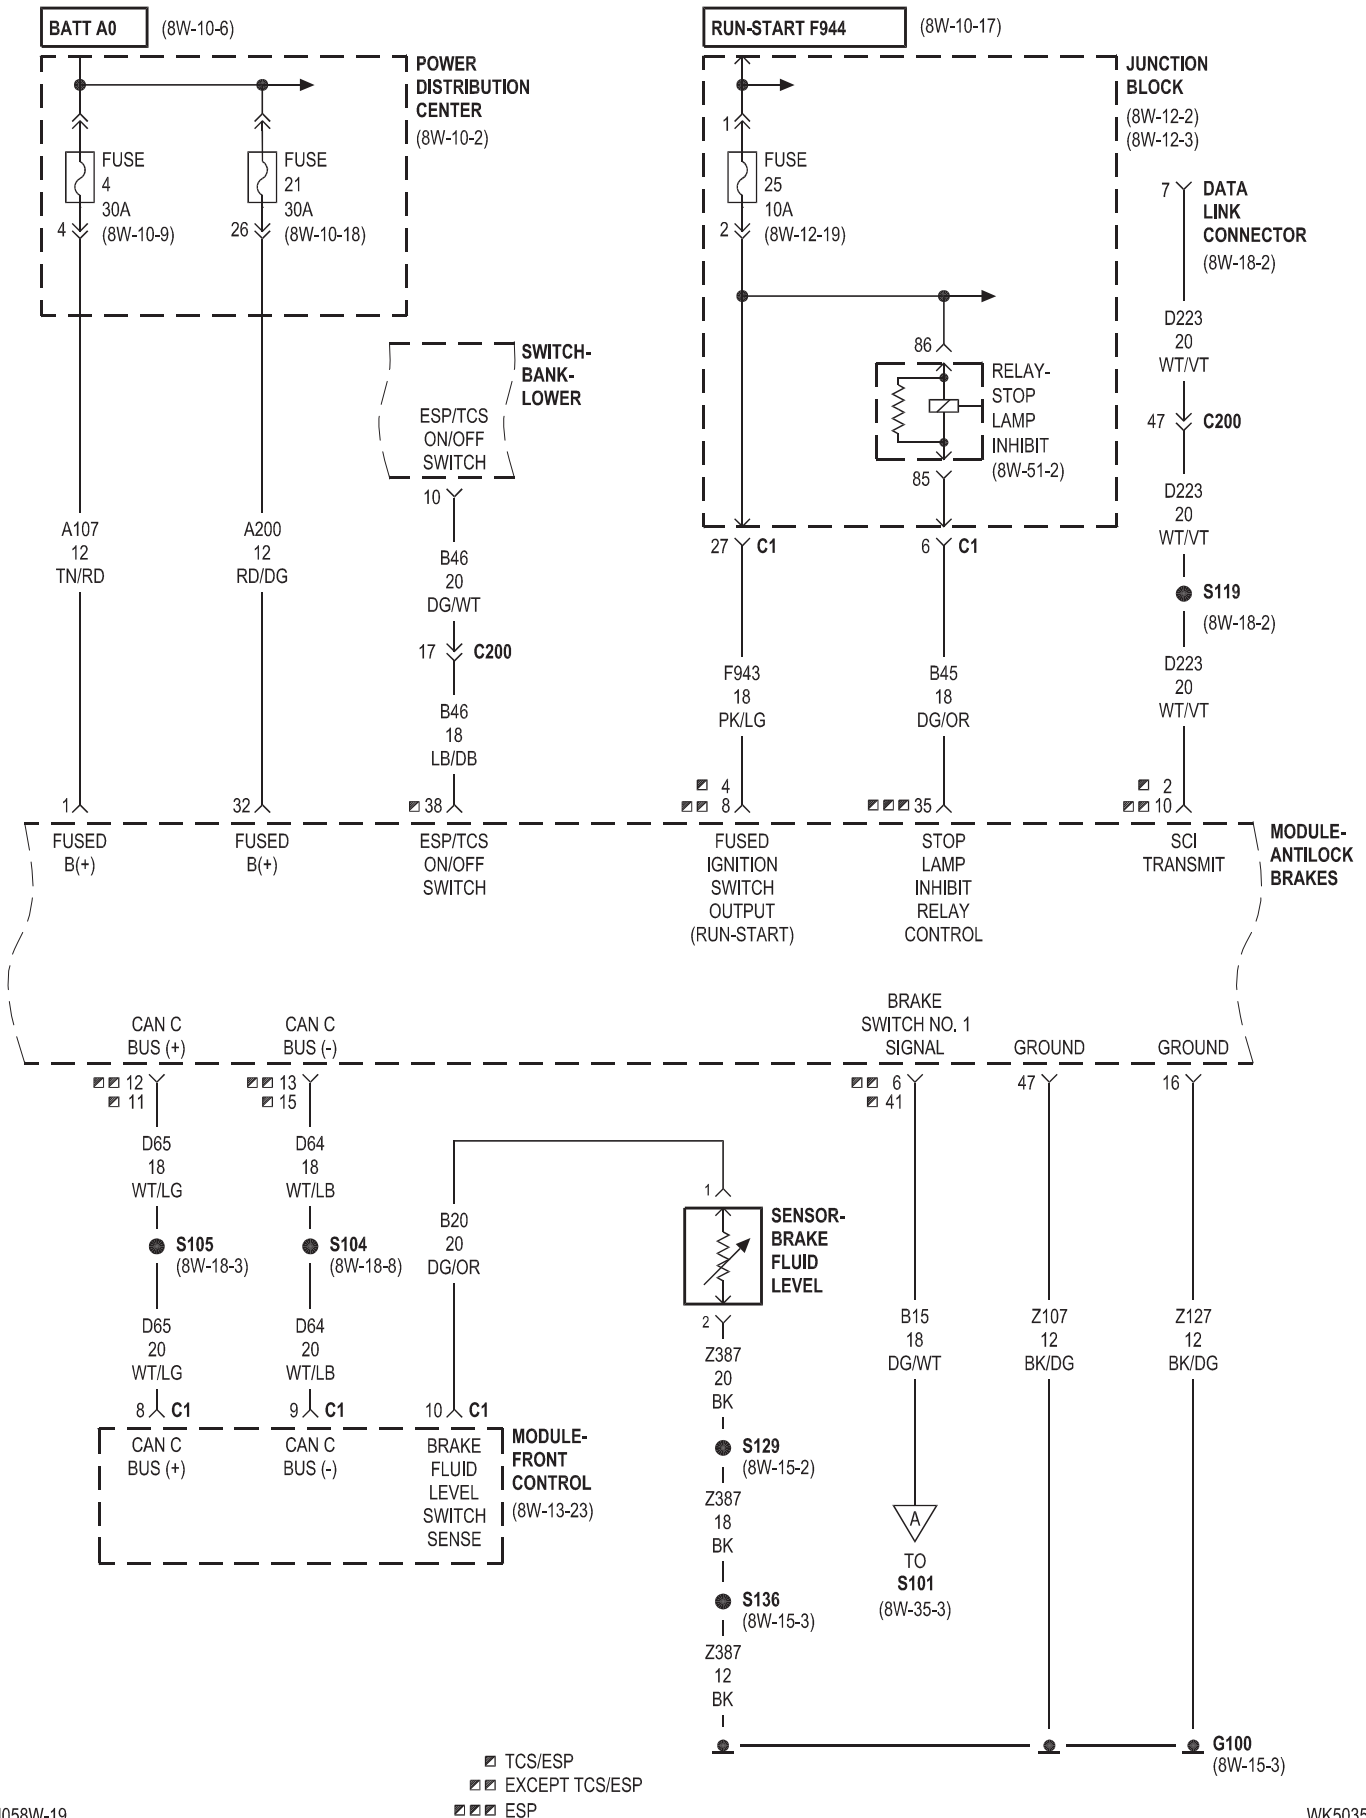 BATT A0 (8W-10-6)
RUN-START F944 (8W-10-17)
POWER
DISTRIBUTION
CENTER
(8W-10-2)
FUSE
4
30A
(8W-10-9)
4
FUSE
21
30A
(8W-10-18)
26
JUNCTION
BLOCK
(8W-12-2)
(8W-12-3)
1
FUSE
25
10A
(8W-12-19)
2
7
DATA
LINK
CONNECTOR
(8W-18-2)
D223
20
WT/VT
47 C200
D223
20
WT/VT
S119
(8W-18-2)
D223
20
WT/VT
2
10
86
RELAY-
STOP
LAMP
INHIBIT
(8W-51-2)
85
27 C1
6 C1
SWITCH-
BANK-
LOWER
ESP/TCS
ON/OFF
SWITCH
10
B46
20
DG/WT
17 C200
B46
18
LB/DB
38
A107
12
TN/RD
1
A200
12
RD/DG
32
F943
18
PK/LG
4
8
B45
18
DG/OR
35
MODULE-
ANTILOCK
BRAKES
FUSED
B(+)
FUSED
B(+)
ESP/TCS
ON/OFF
SWITCH
FUSED
IGNITION
SWITCH
OUTPUT
(RUN-START)
STOP
LAMP
INHIBIT
RELAY
CONTROL
SCI
TRANSMIT
CAN C
BUS (+)
CAN C
BUS (-)
BRAKE
SWITCH NO. 1
SIGNAL
GROUND
GROUND
12
11
13
15
6
41
47
16
D65
18
WT/LG
S105
(8W-18-3)
D65
20
WT/LG
8 C1
D64
18
WT/LB
S104
(8W-18-8)
D64
20
WT/LB
9 C1
B20
20
DG/OR
10 C1
CAN C
BUS (+)
CAN C
BUS (-)
BRAKE
FLUID
LEVEL
SWITCH
SENSE
MODULE-
FRONT
CONTROL
(8W-13-23)
1
SENSOR-
BRAKE
FLUID
LEVEL
2
Z387
20
BK
S129
(8W-15-2)
Z387
18
BK
S136
(8W-15-3)
Z387
12
BK
B15
18
DG/WT
A
TO
S101
(8W-35-3)
Z107
12
BK/DG
Z127
12
BK/DG
G100
(8W-15-3)
TCS/ESP
EXCEPT TCS/ESP
ESP
058W-19
WK5035